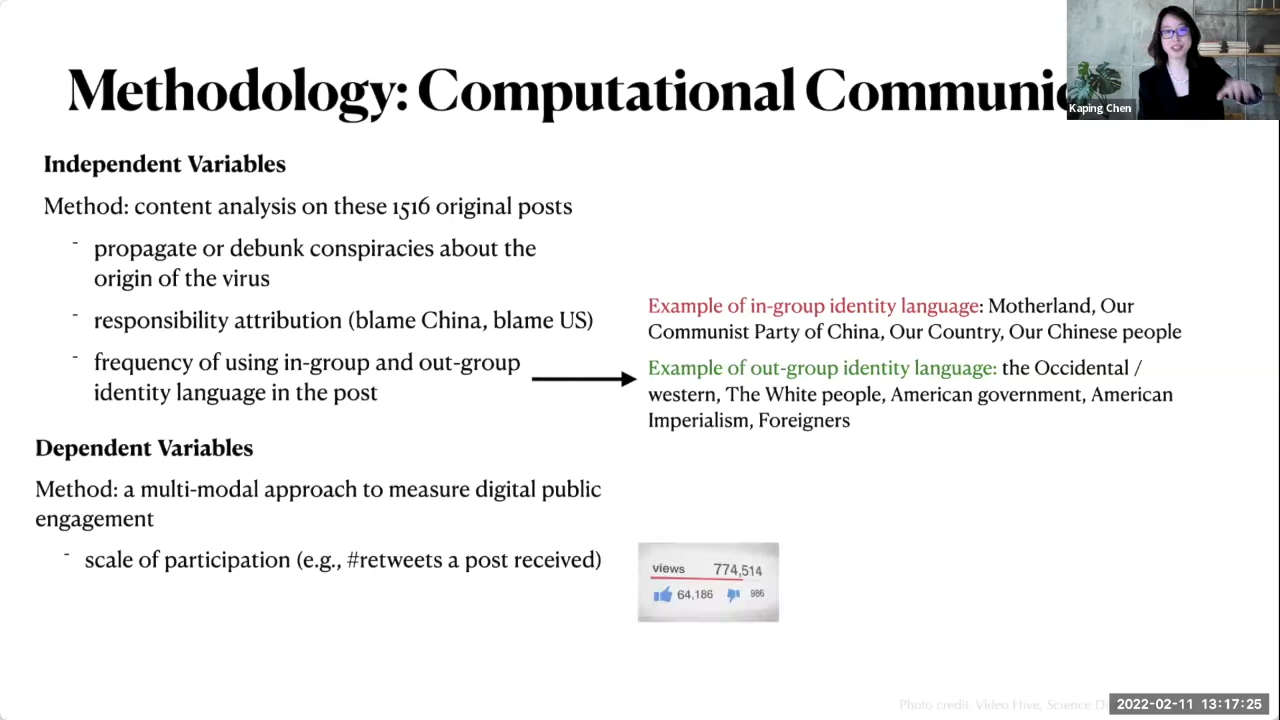 Methodology: Computational Communic
Kaping Chen
Independent Variables
Method: content analysis on these 1516 original posts
- propagate or debunk conspiracies about the
origin of the virus
- responsibility attribution (blame China, blame US)
- frequency of using in-group and out-group
identity language in the post
Example of in-group identity language: Motherland, Our
Communist Party of China, Our Country, Our Chinese people
Example of out-group identity language: the Occidental /
western, The White people, American government, American
Imperialism, Foreigners
Dependent Variables
Method: a multi-modal approach to measure digital public
engagement
- scale of participation (e.g., #retweets a post received)
views 774,514
64,186 986
Photo credit: Video Hive, Science D
2022-02-11 13:17:25